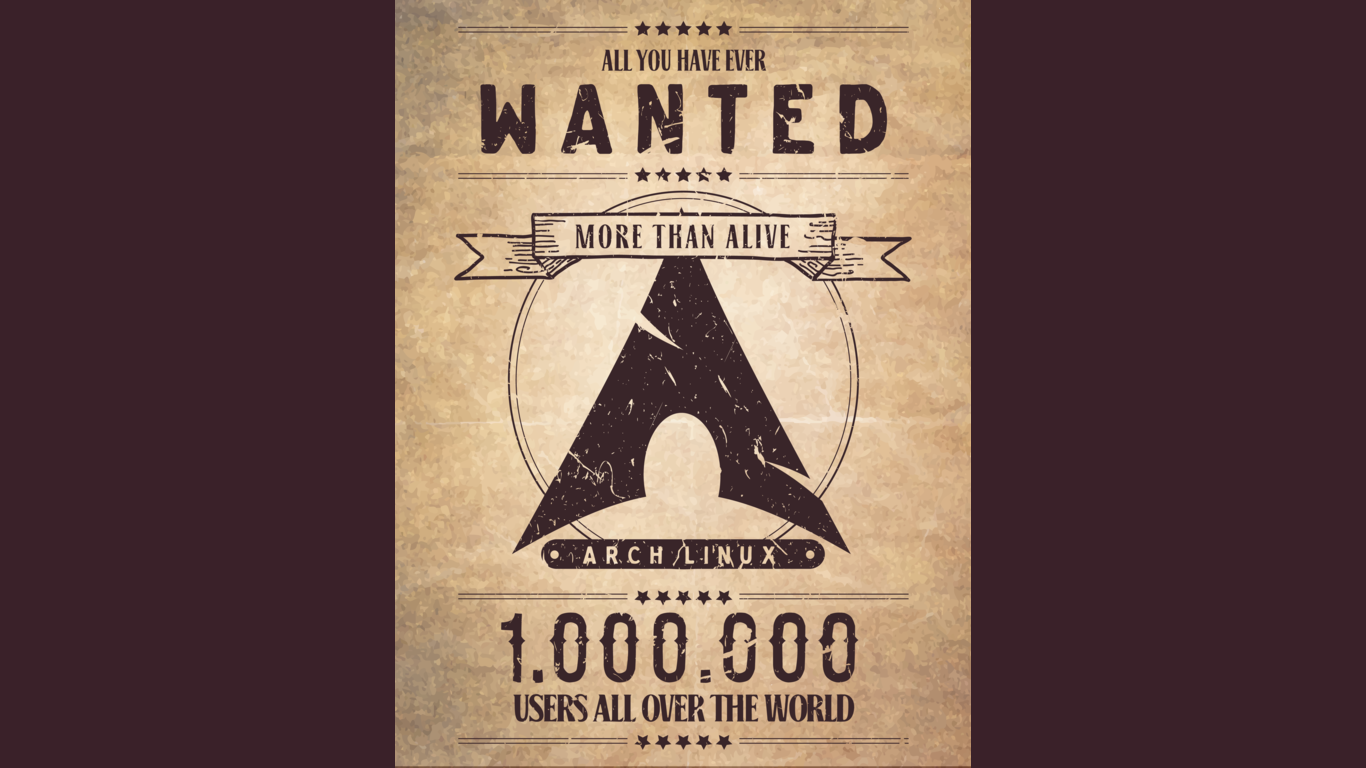 ALL YOU HAVE EVER
WANTED
MORE THAN ALIVE
ARCH LINUX
1.000.000
USERS ALL OVER THE WORLD